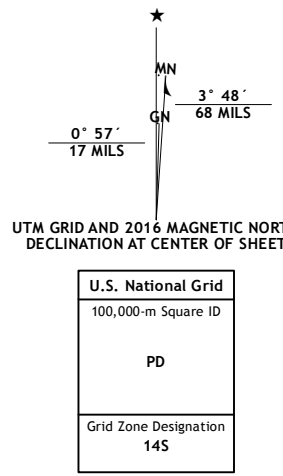 MN
3° 48´
68 MILS
GN
0° 57´
17 MILS
UTM GRID AND 2016 MAGNETIC NORT
DECLINATION AT CENTER OF SHEET
U.S. National Grid
100,000-m Square ID
PD
Grid Zone Designation
14S